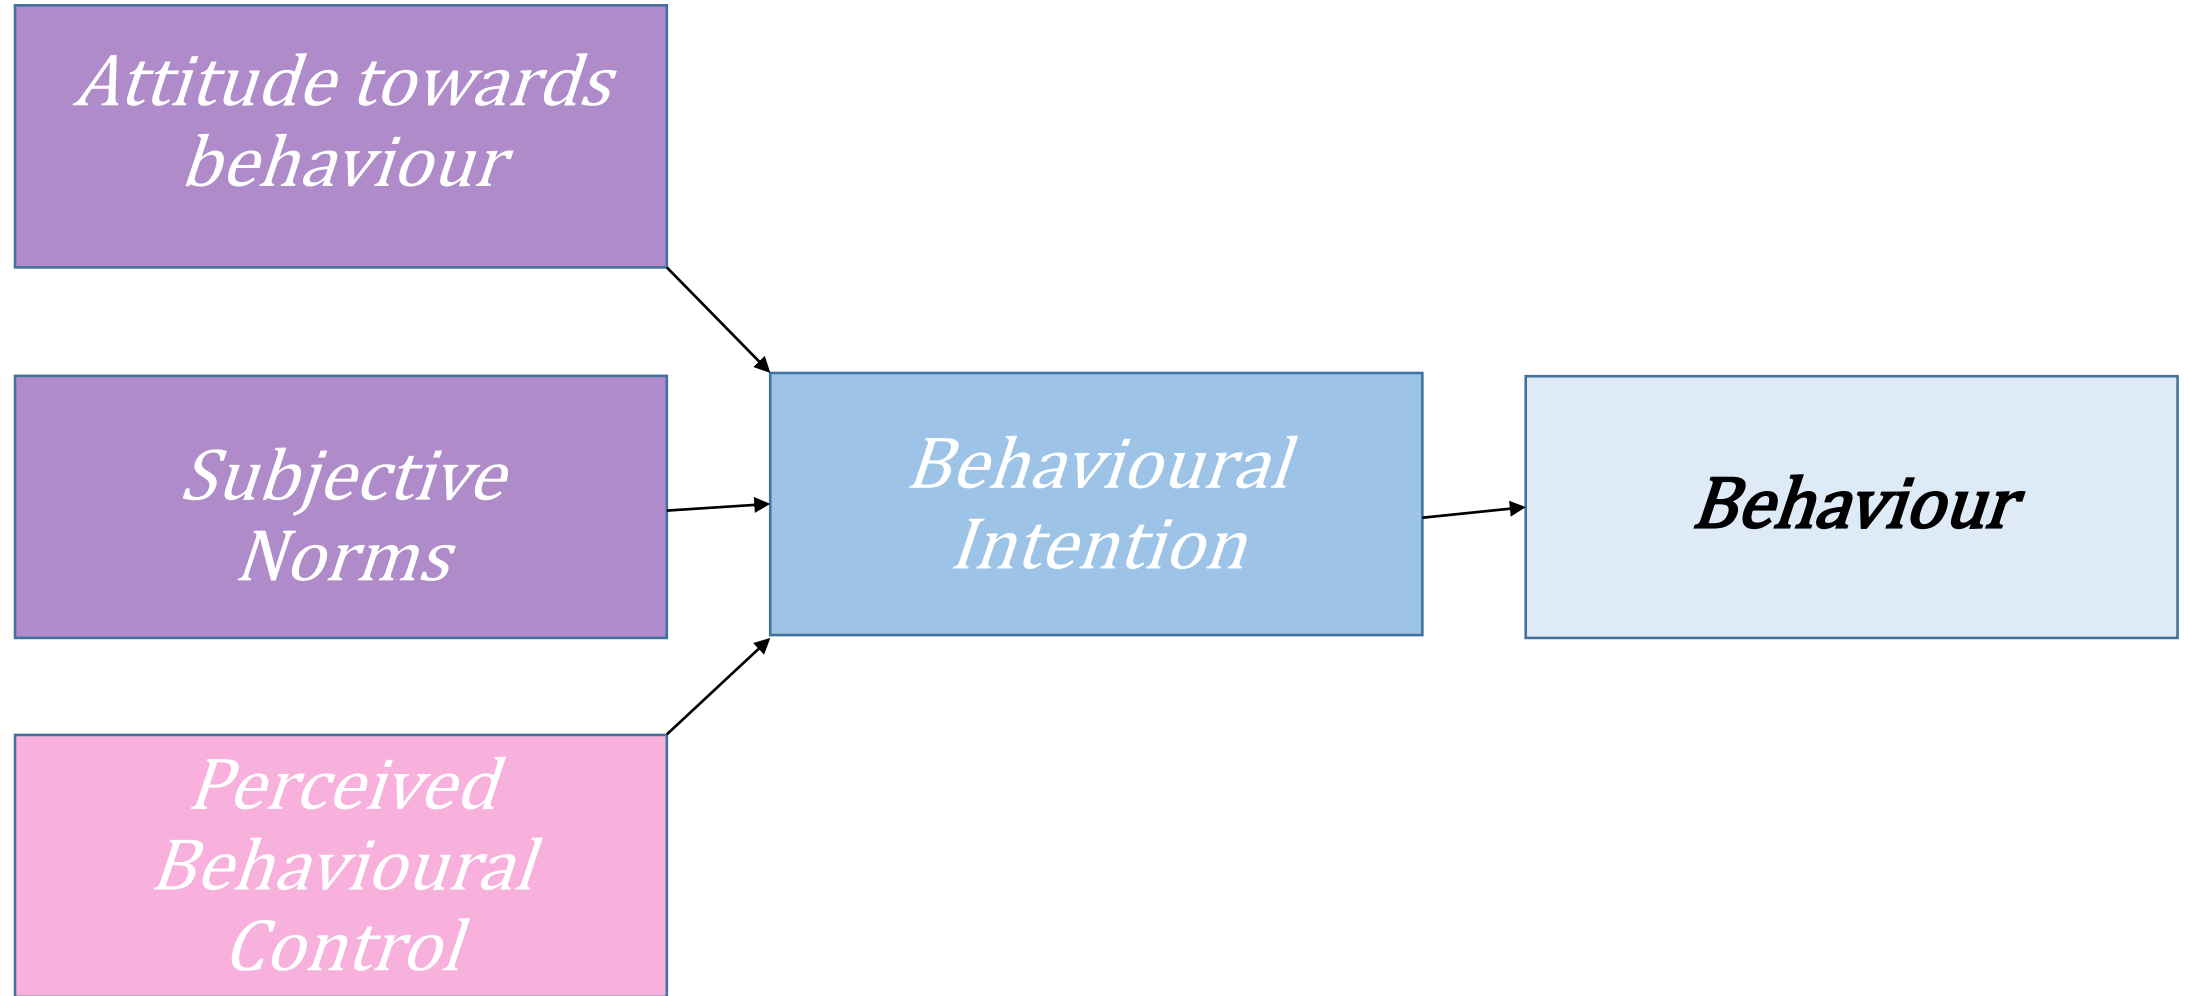 Attitude towards
behaviour
Subjective
Norms
Perceived
Behavioural
Control
Behavioural
Intention
Behaviour